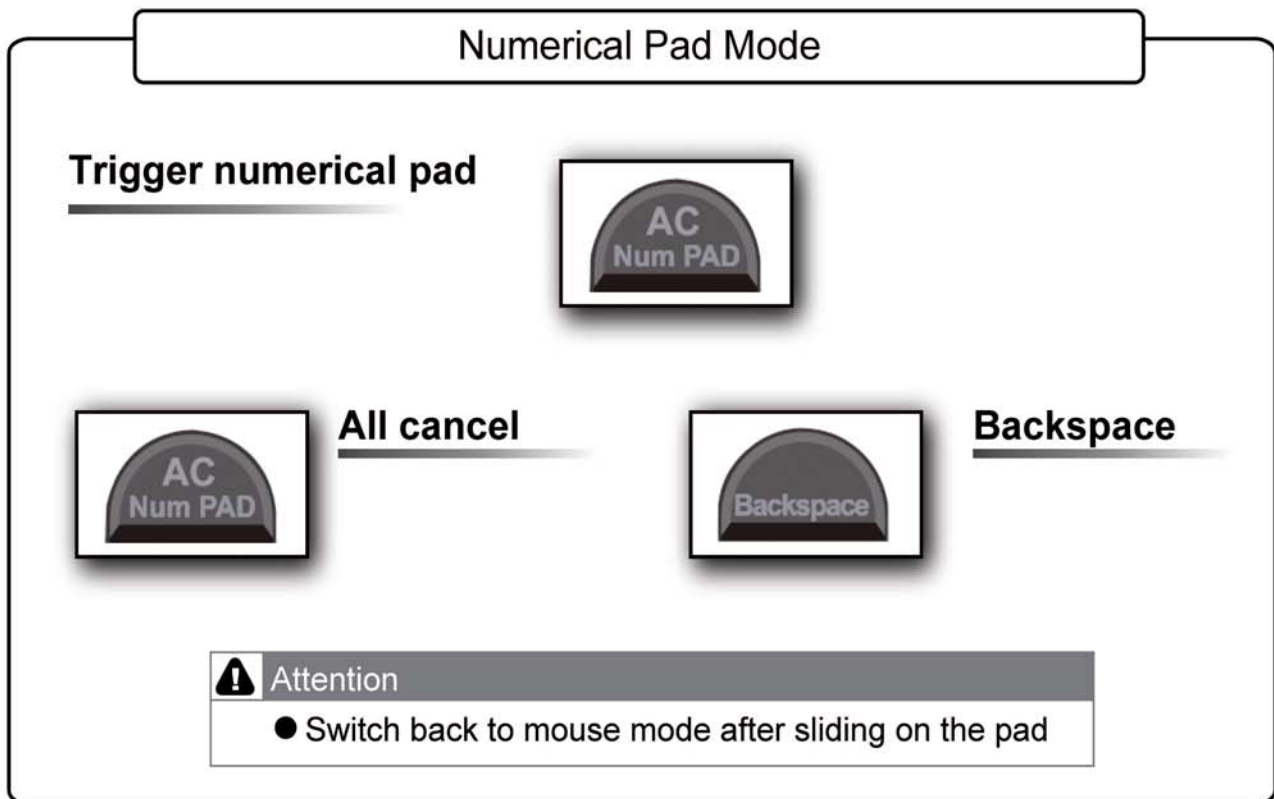 Numerical Pad Mode
Trigger numerical pad
AC
Num PAD
AC
Num PAD
All cancel
Backspace
Backspace
Attention
● Switch back to mouse mode after sliding on the pad